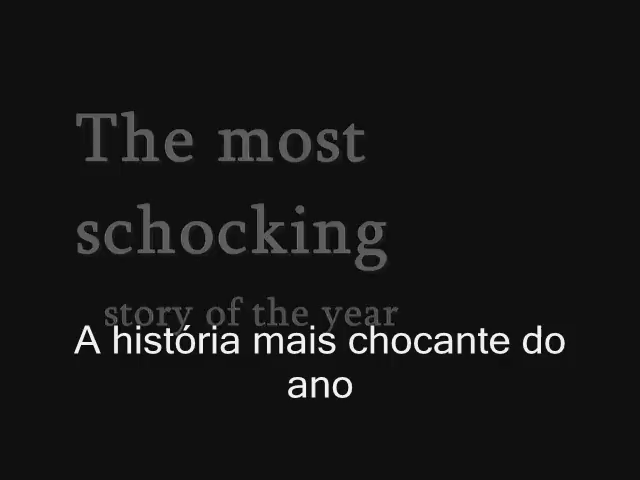 The most
schocking
story of the year
A história mais chocante do
ano